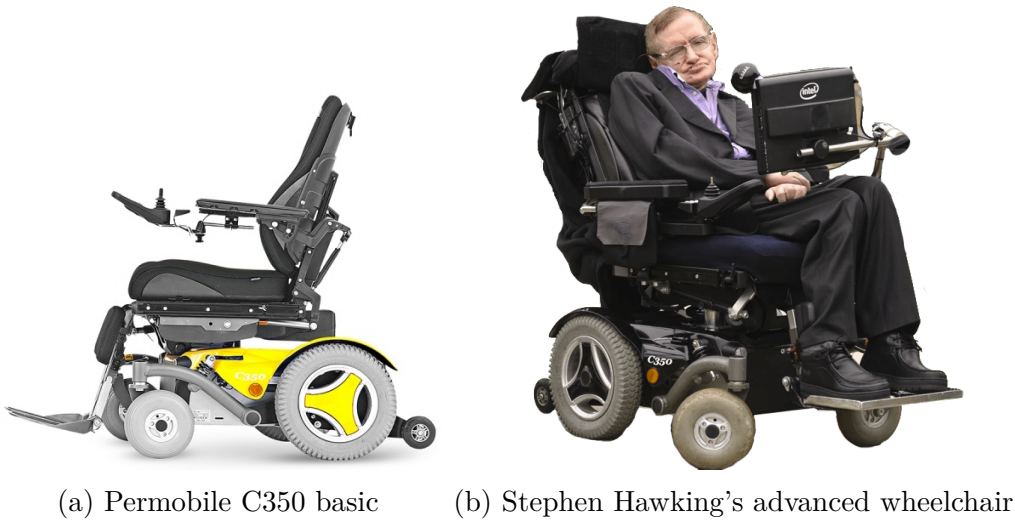 intel
C350
C350
(a) Permobile C350 basic
(b) Stephen Hawking's advanced wheelchair